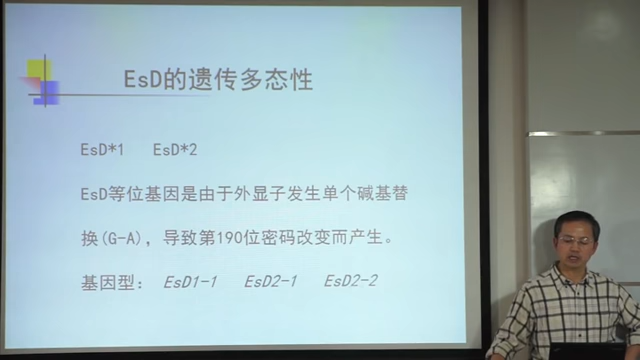 EsD的遗传多态性
EsD*1 EsD*2
EsD等位基因是由于外显子发生单个碱基替
换(G-A)，导致第190位密码改变而产生。
基因型： EsD1-1 EsD2-1 EsD2-2